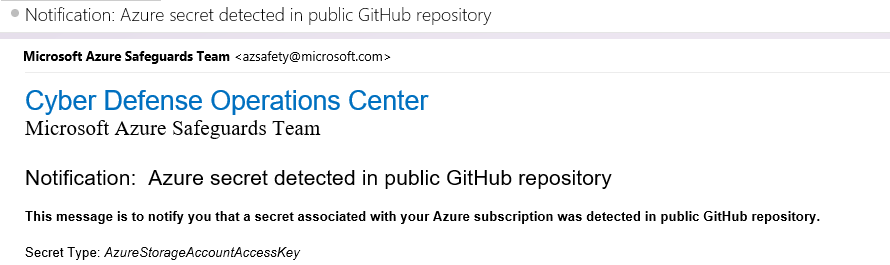 Notification: Azure secret detected in public GitHub repository
Microsoft Azure Safeguards Team <azsafety@microsoft.com>
Cyber Defense Operations Center
Microsoft Azure Safeguards Team
Notification:  Azure secret detected in public GitHub repository
This message is to notify you that a secret associated with your Azure subscription was detected in public GitHub repository.
Secret Type: AzureStorageAccountAccessKey